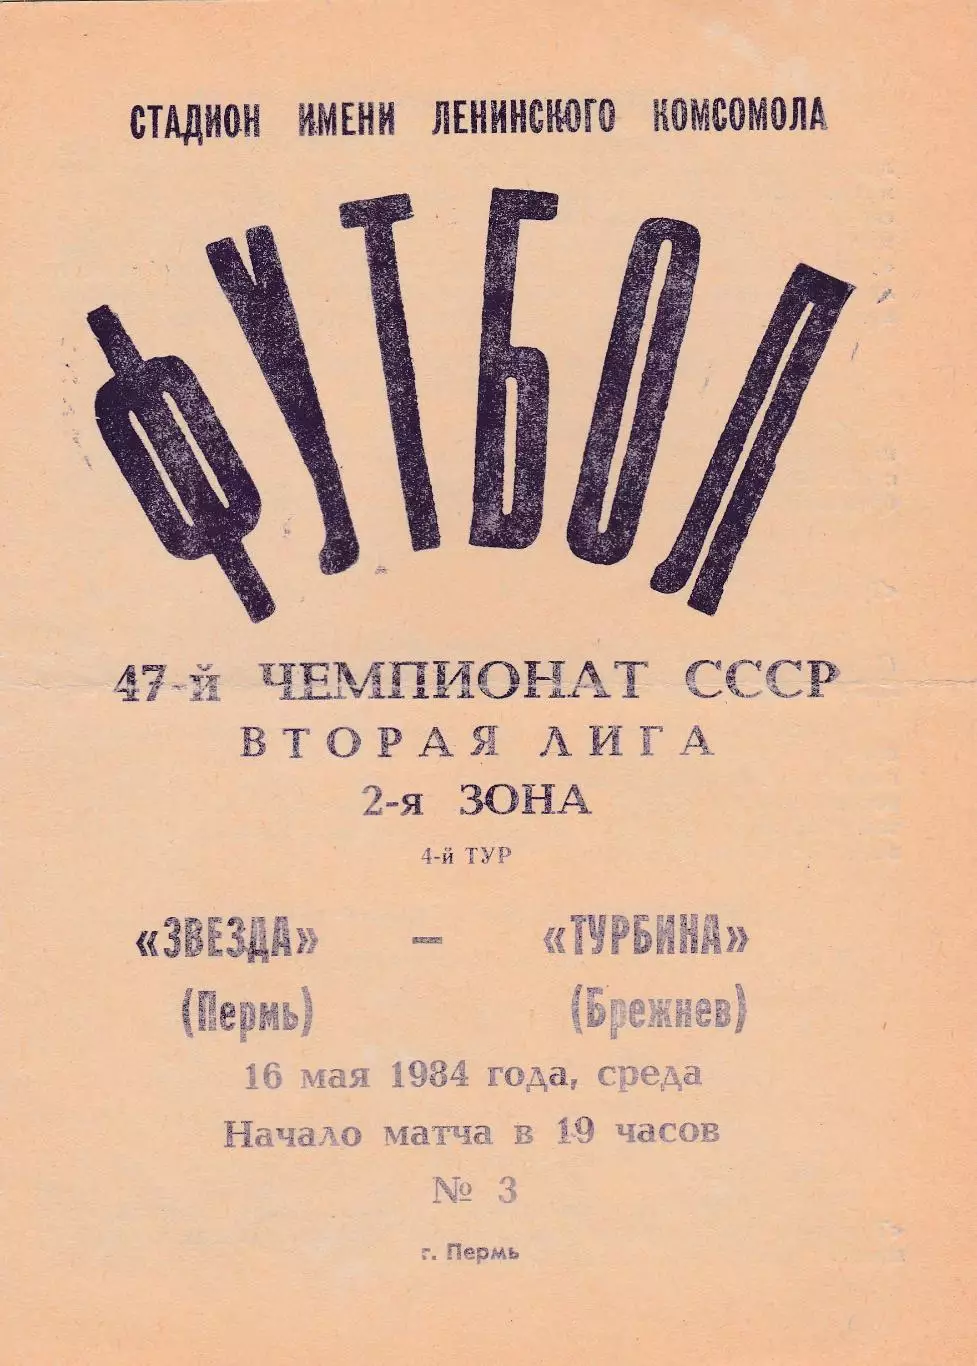 СТАДИОН ИМЕНИ ЛЕНИНСКОГО КОМСОМОЛА
ФУТБОЛ
47-й ЧЕМПИОНАТ СССР
ВТОРАЯ ЛИГА
2-я ЗОНА
4-й ТУР
«ЗВЕЗДА» — «ТУРБИНА»
(Пермь) (Брежнев)
16 мая 1984 года, среда
Начало матча в 19 часов
№ 3
г. Пермь